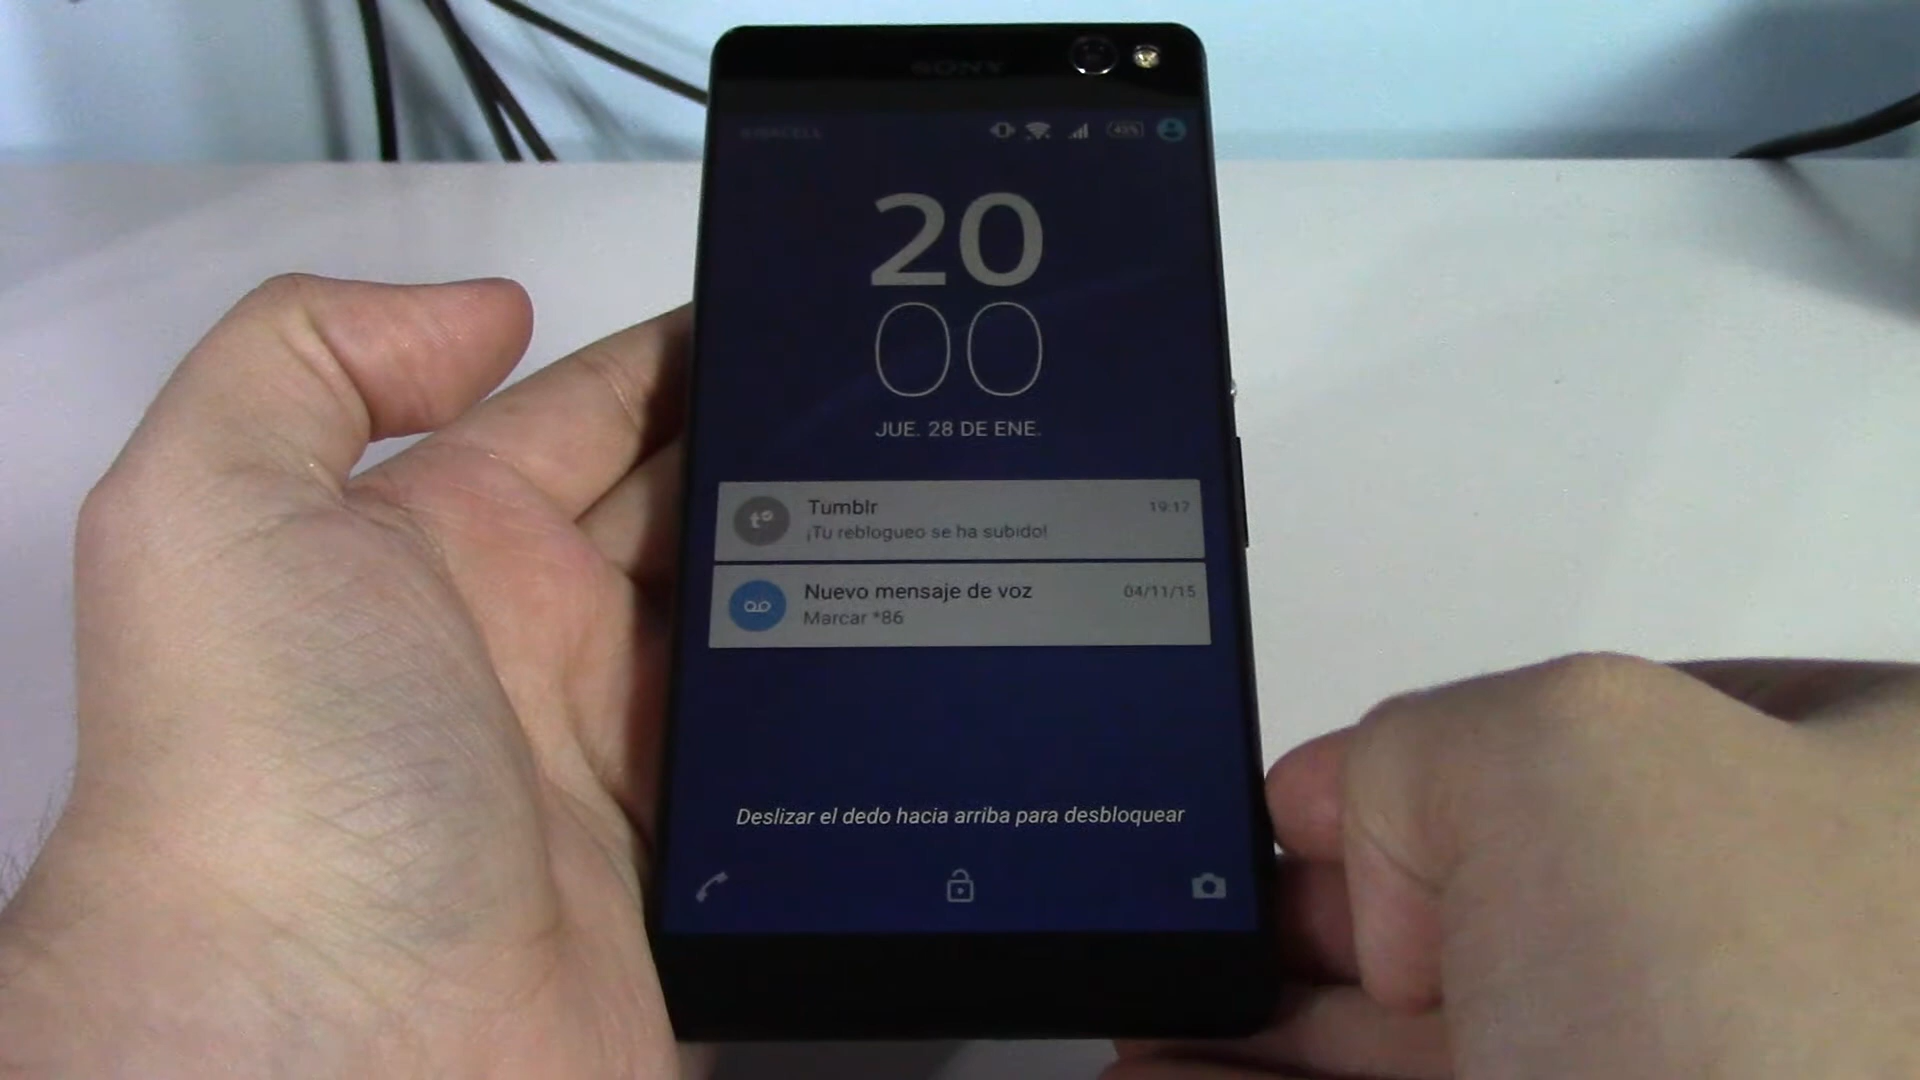 SONY
45%
20
00
JUE. 28 DE ENE.
Tumblr
19:17
¡Tu reblogueo se ha subido!
Nuevo mensaje de voz
04/11/15
Marcar *86
Deslizar el dedo hacia arriba para desbloquear